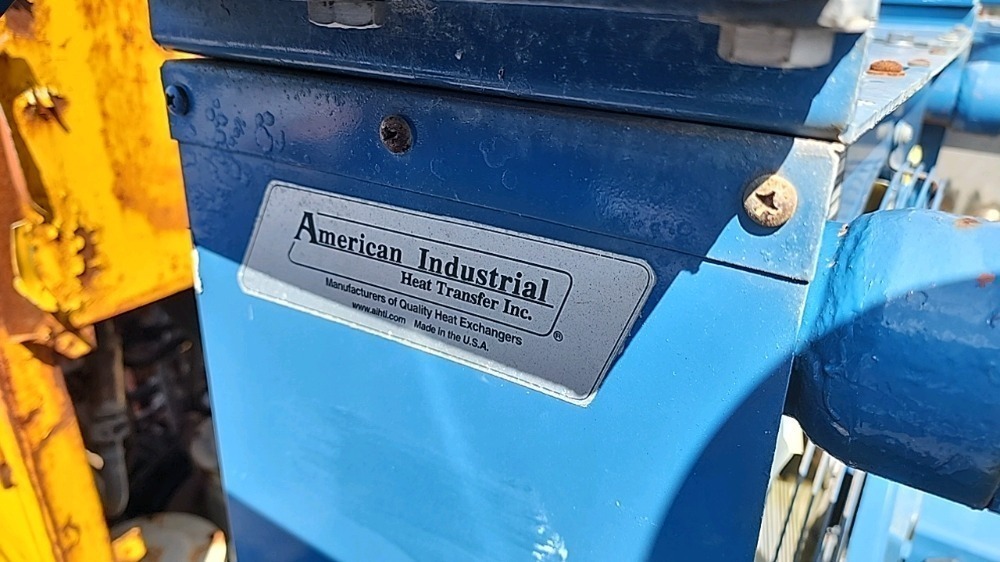 American Industrial
Heat Transfer Inc.
®
Manufacturers of Quality Heat Exchangers
www.aihti.com Made in the U.S.A.